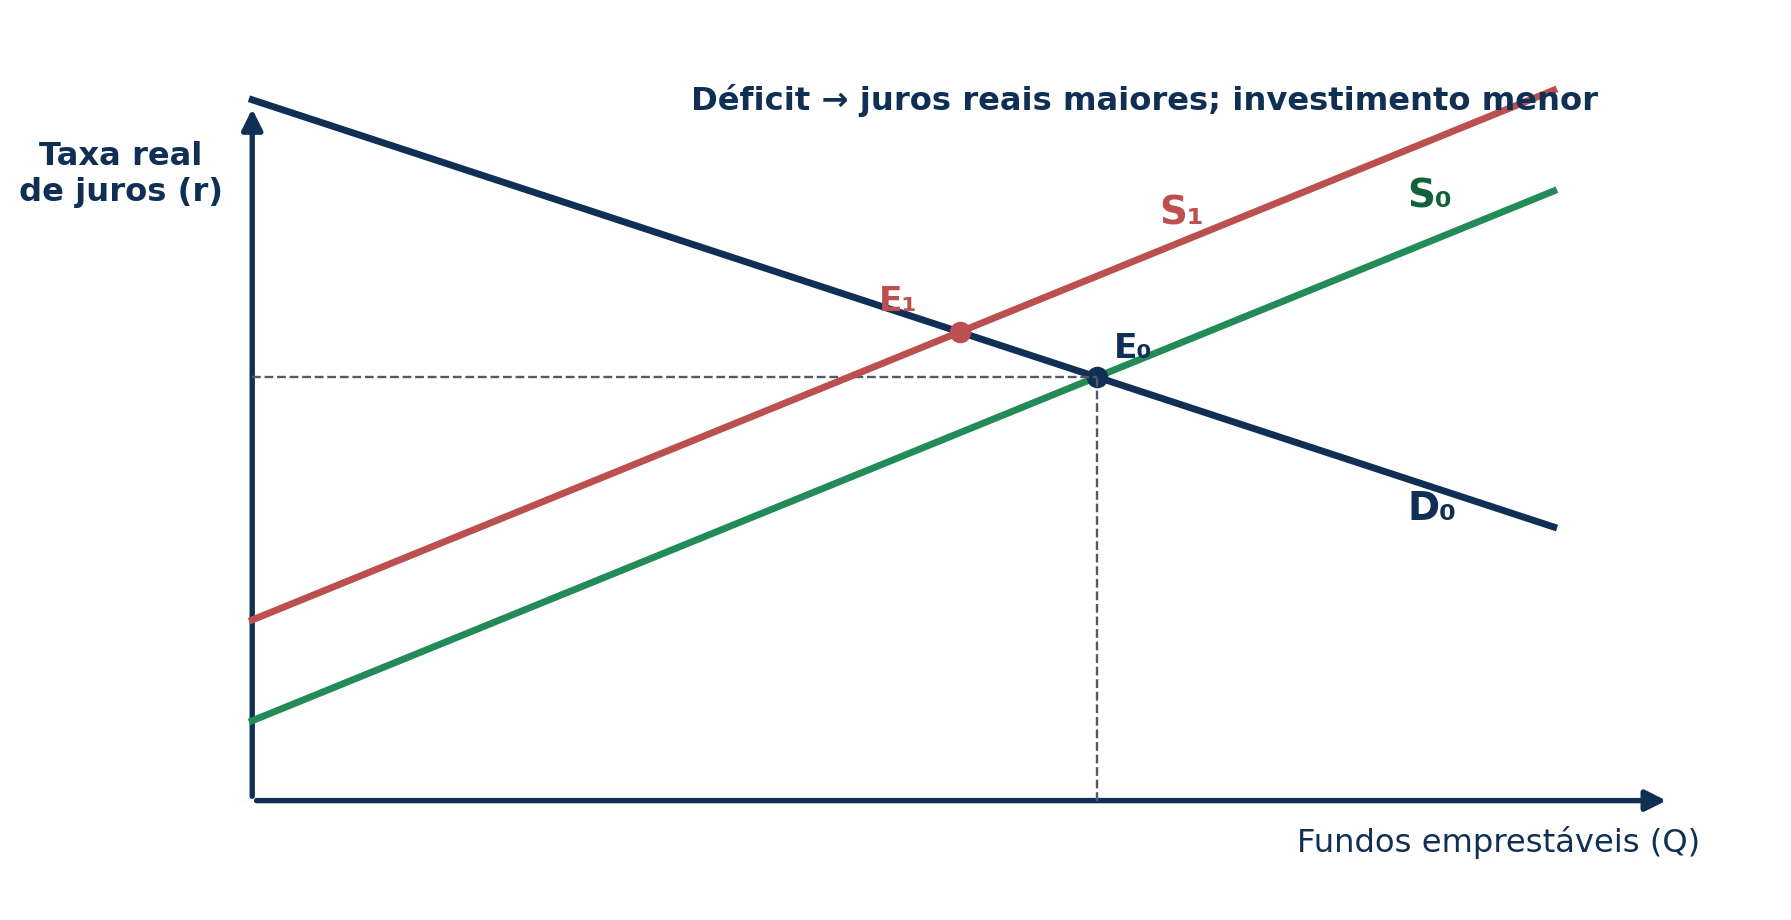 Déficit → juros reais maiores; investimento menor
Taxa real
de juros (r)
S₁
S₀
E₁
E₀
D₀
Fundos emprestáveis (Q)